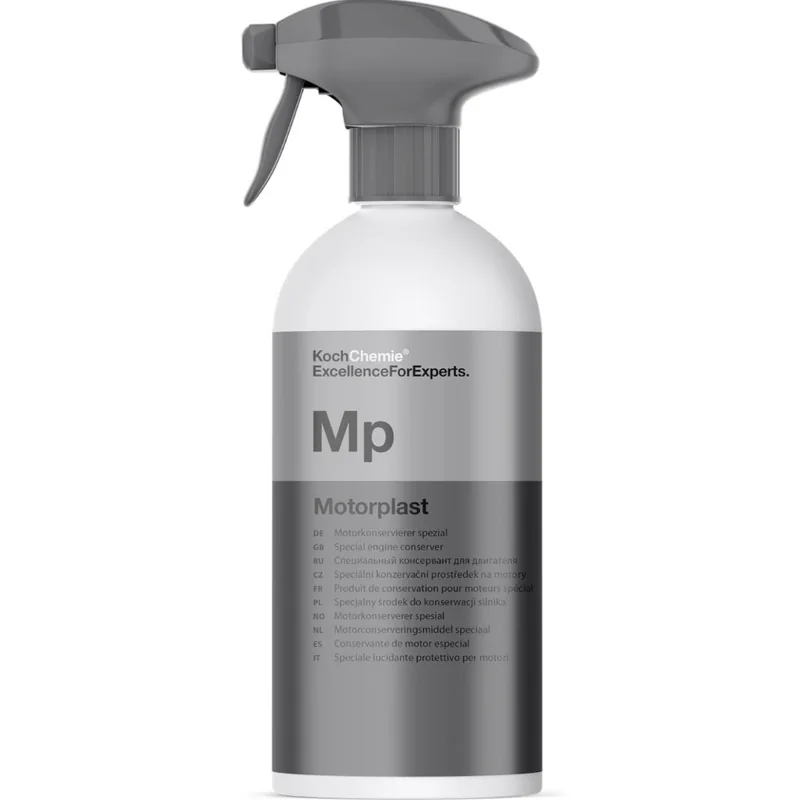 KochChemie®
ExcellenceForExperts.
Mp
Motorplast
DE Motorkonservierer spezial
GB Special engine conserver
RU Специальный консервант для двигателя
CZ Speciální konzervační prostředek na motory
FR Produit de conservation pour moteurs spécial
PL Specjalny środek do konserwacji silnika
NO Motorkonserverer spesial
NL Motorconserveringsmiddel speciaal
ES Conservante de motor especial
IT Speciale lucidante protettivo per motori